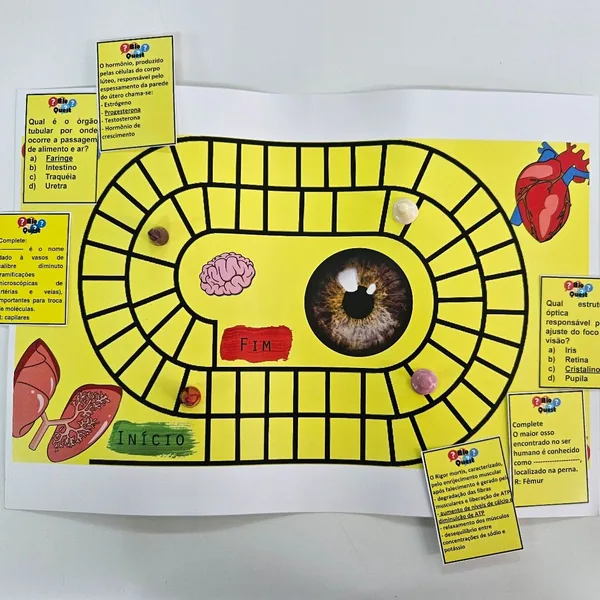 Bio
Quest
O hormônio, produzido
pelas células do corpo
lúteo, responsável pelo
espessamento da parede
do útero chama-se:
- Estrógeno
- Progesterona
- Testosterona
- Hormônio de
crescimento
Bio
Quest
Qual é o órgão
tubular por onde
ocorre a passagem
de alimento e ar?
a) Faringe
b) Intestino
c) Traquéia
d) Uretra
Bio
Quest
Complete:
é o nome
dado à vasos de
calibre diminuto
ramificações
microscópicas de
artérias e veias),
importantes para troca
de moléculas.
R: capilares
FIM
INÍCIO
Bio
Quest
Qual
óptica
responsável
ajuste do foco
visão?
a) Iris
b) Retina
c) Cristalino
d) Pupila
Bio
Quest
Complete
O maior osso
encontrado no ser
humano é conhecido
como -------------------,
localizado na perna.
R: Fêmur
Bio
Quest
O Rigor mortis, caracterizado,
pelo enrijecimento muscular
após falecimento é gerado pela
- degradação das fibras
musculares e liberação de ATP
- aumento de níveis de cálcio e
diminuição de ATP
- relaxamento dos músculos
- desequilíbrio entre
concentrações de sódio e
potássio